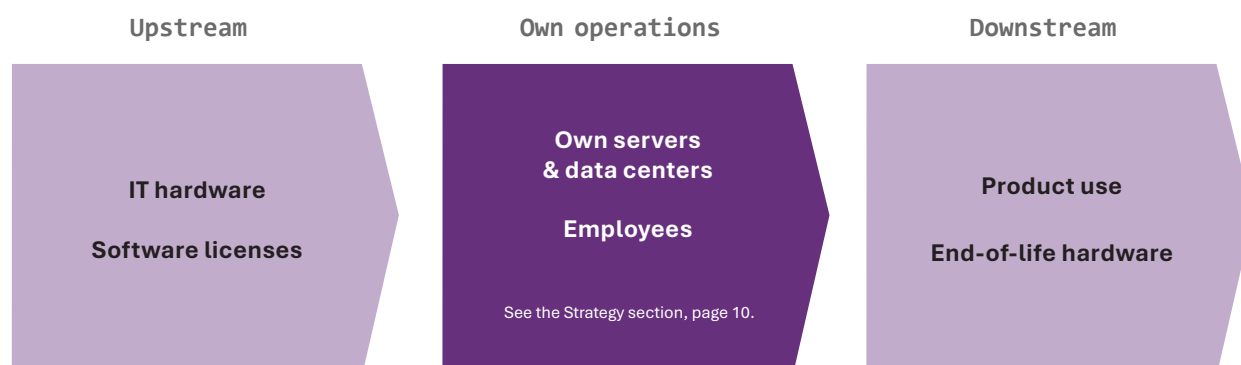 Upstream
Own operations
Downstream
IT hardware
Software licenses
Own servers
& data centers
Employees
See the Strategy section, page 10.
Product use
End-of-life hardware